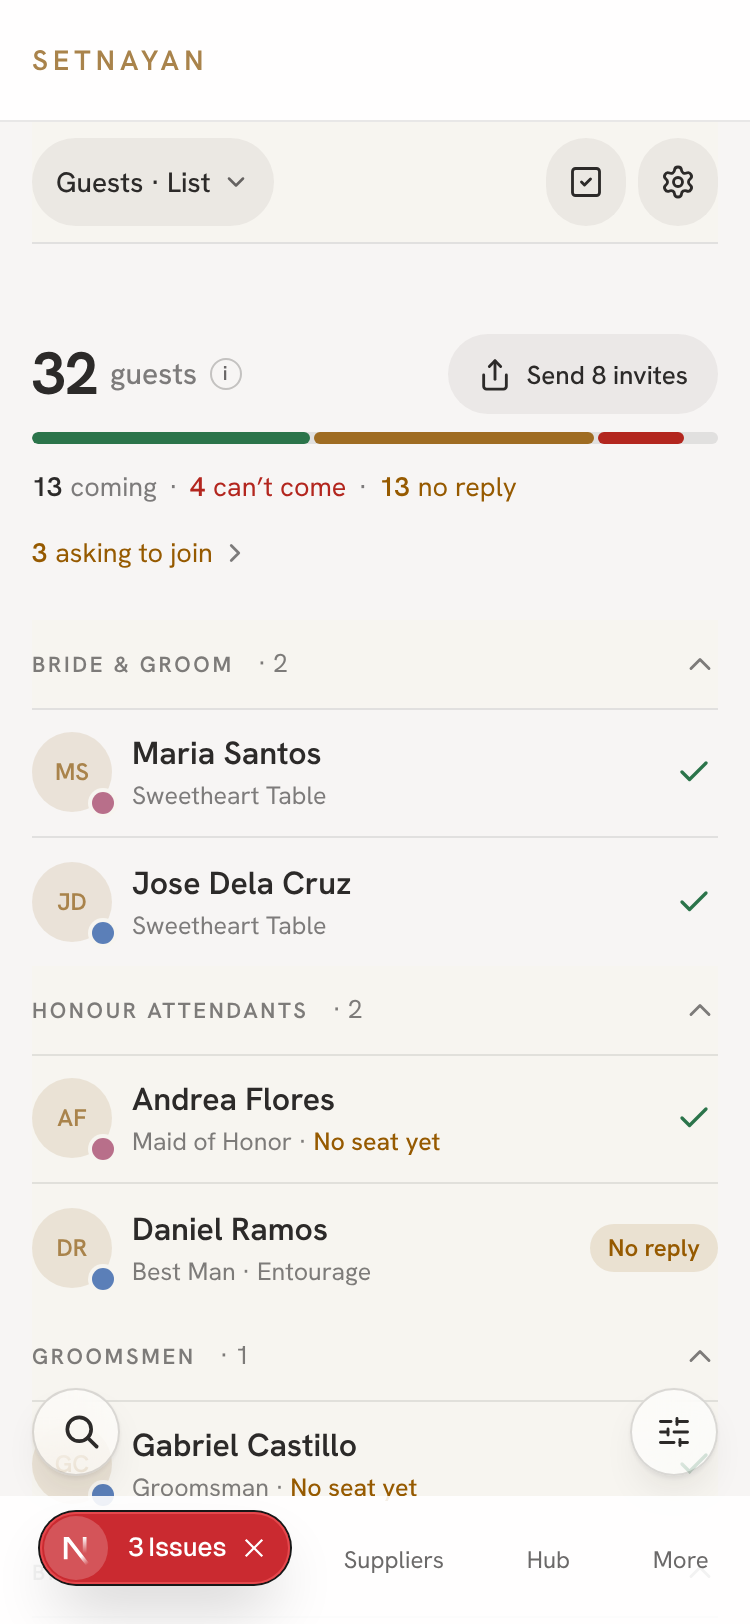 SETNAYAN
Guests · List
32 guests i
Send 8 invites
13 coming · 4 can’t come · 13 no reply
3 asking to join
BRIDE & GROOM · 2
MS
Maria Santos
Sweetheart Table
JD
Jose Dela Cruz
Sweetheart Table
HONOUR ATTENDANTS · 2
AF
Andrea Flores
Maid of Honor · No seat yet
DR
Daniel Ramos
Best Man · Entourage
No reply
GROOMSMEN · 1
GC
Gabriel Castillo
Groomsman · No seat yet
N 3 Issues
Suppliers
Hub
More